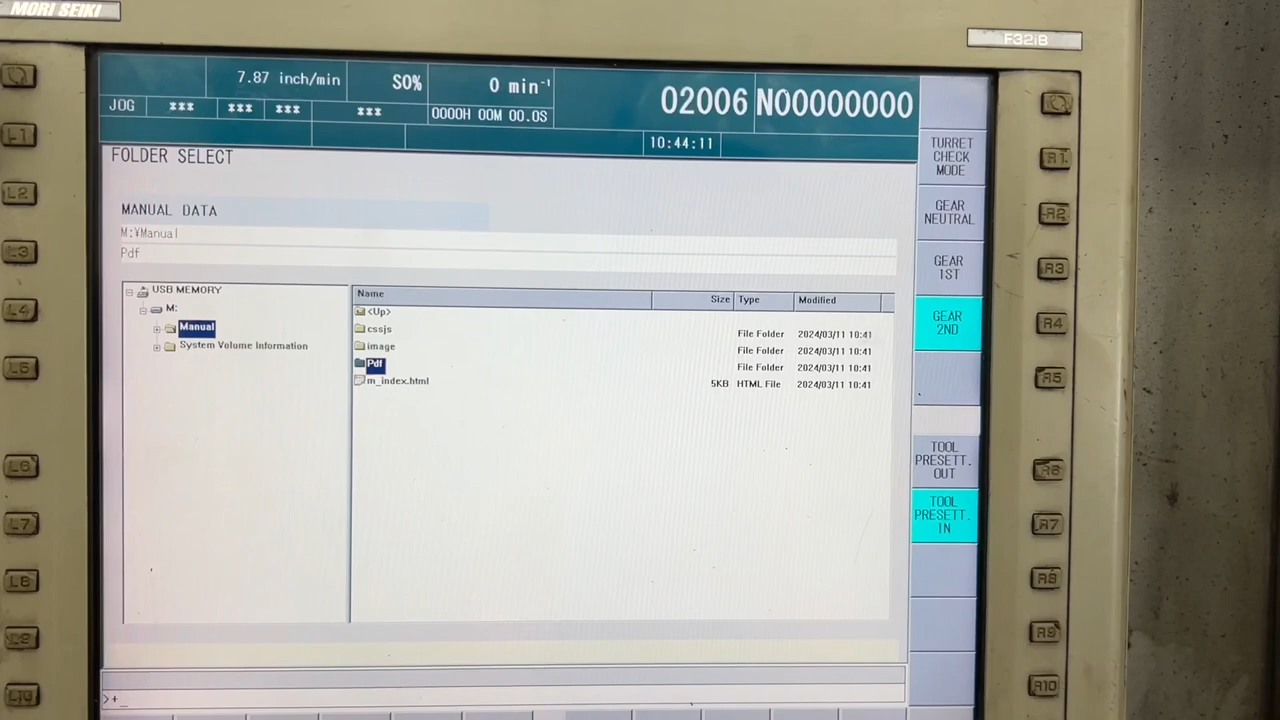 MORI SEIKI
F32iB
7.87 inch/min
S0%
0 min⁻¹
O2006 N00000000
JOG *** *** *** ***
0000H 00M 00.0S
10:44:11
FOLDER SELECT
MANUAL DATA
M:¥Manual
Pdf
USB MEMORY
M:
Manual
System Volume Information
Name Size Type Modified
<Up>
cssjs File Folder 2024/03/11 10:41
image File Folder 2024/03/11 10:41
Pdf File Folder 2024/03/11 10:41
m_index.html 5KB HTML File 2024/03/11 10:41
>+_
TURRET
CHECK
MODE
GEAR
NEUTRAL
GEAR
1ST
GEAR
2ND
TOOL
PRESETT.
OUT
TOOL
PRESETT.
IN
L1
L2
L3
L4
L5
L6
L7
L8
L9
L10
R1
R2
R3
R4
R5
R6
R7
R8
R9
R10